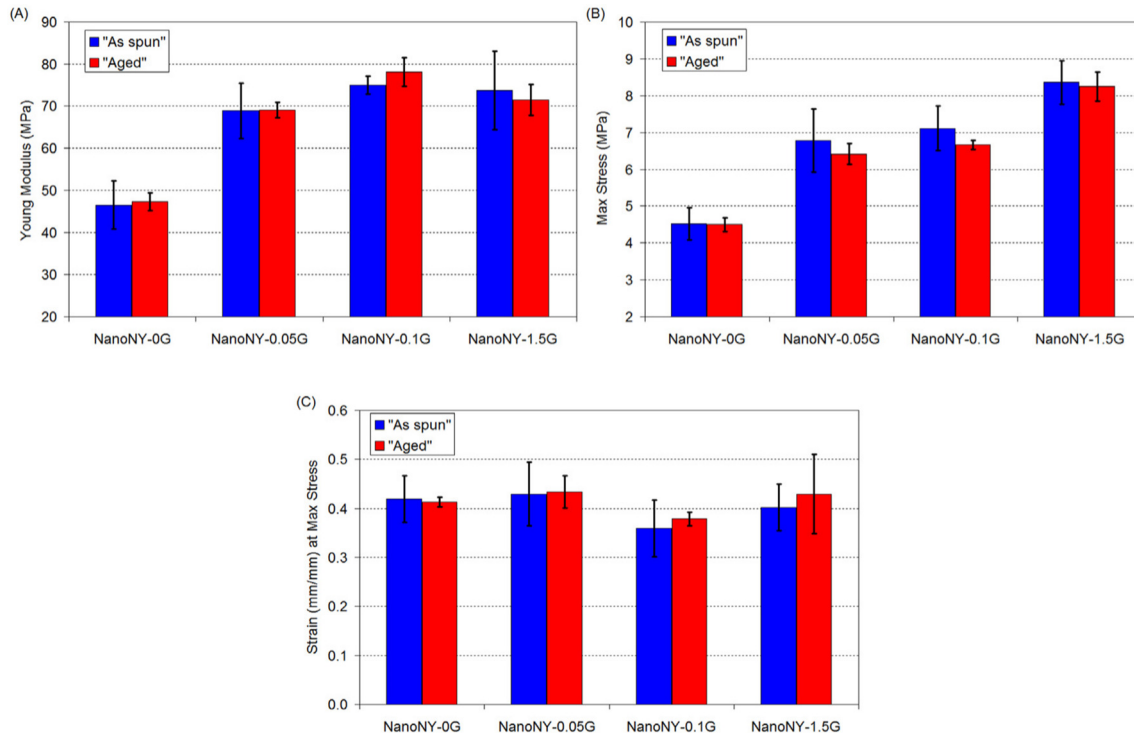 (A)
90
80
70
60
50
40
30
20
Young Modulus (MPa)
"As spun"
"Aged"
NanoNY-0G NanoNY-0.05G NanoNY-0.1G NanoNY-1.5G
(B)
10
9
8
7
6
5
4
3
2
Max Stress (MPa)
"As spun"
"Aged"
NanoNY-0G NanoNY-0.05G NanoNY-0.1G NanoNY-1.5G
(C)
0.6
0.5
0.4
0.3
0.2
0.1
0.0
Strain (mm/mm) at Max Stress
"As spun"
"Aged"
NanoNY-0G NanoNY-0.05G NanoNY-0.1G NanoNY-1.5G